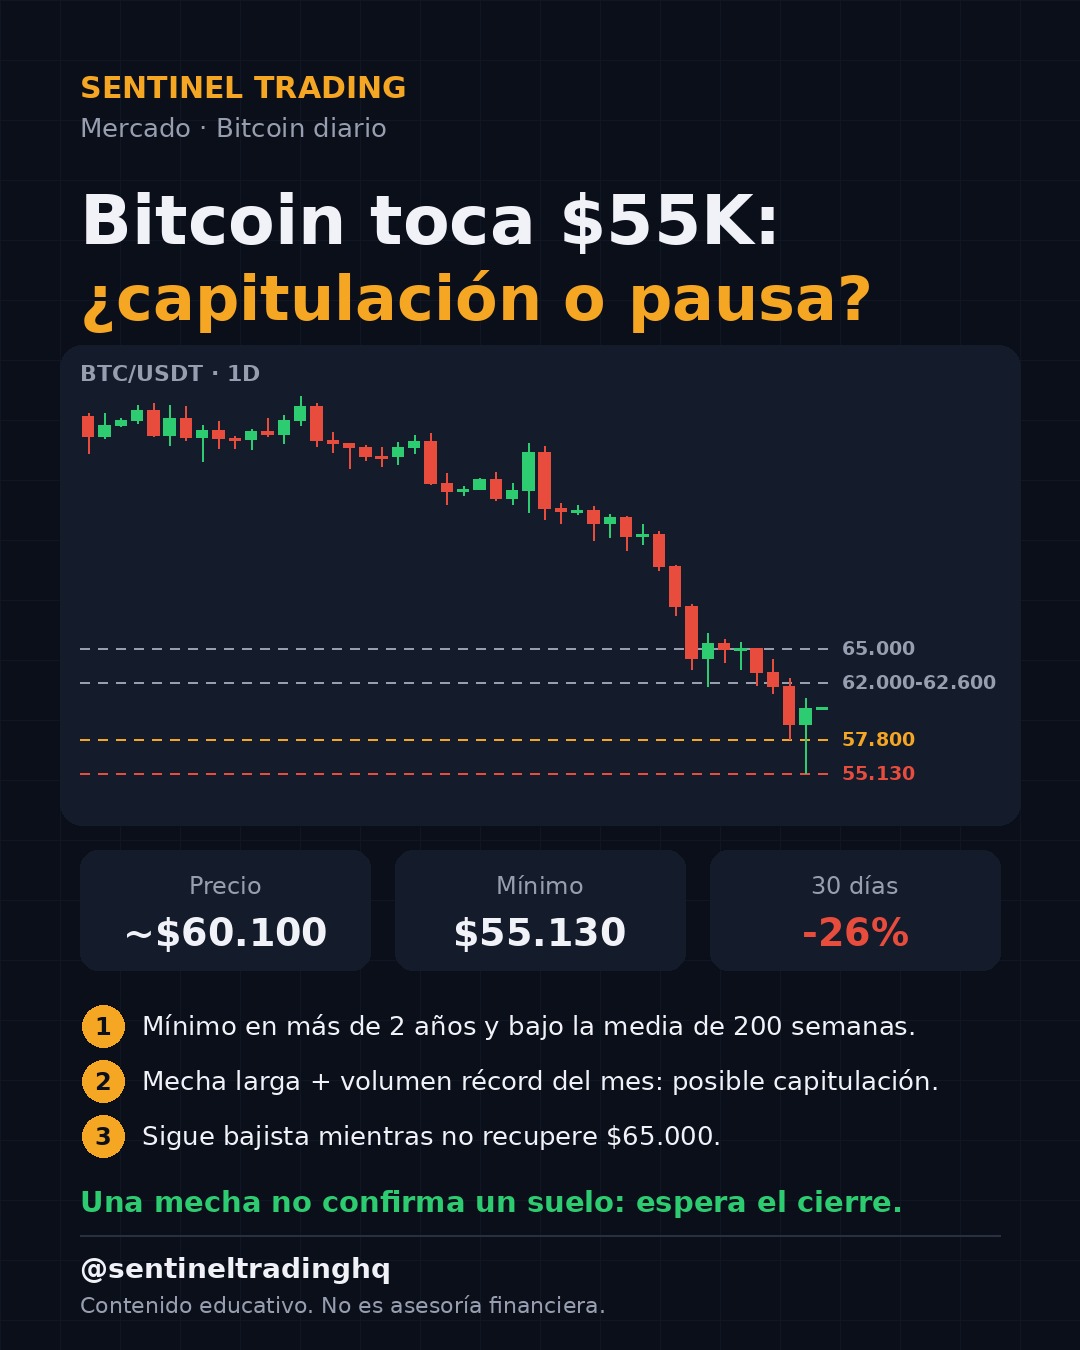 SENTINEL TRADING
Mercado · Bitcoin diario
Bitcoin toca $55K:
¿capitulación o pausa?
BTC/USDT · 1D
65.000
62.000-62.600
57.800
55.130
Precio
~$60.100
Mínimo
$55.130
30 días
-26%
1 Mínimo en más de 2 años y bajo la media de 200 semanas.
2 Mecha larga + volumen récord del mes: posible capitulación.
3 Sigue bajista mientras no recupere $65.000.
Una mecha no confirma un suelo: espera el cierre.
@sentineltradinghq
Contenido educativo. No es asesoría financiera.